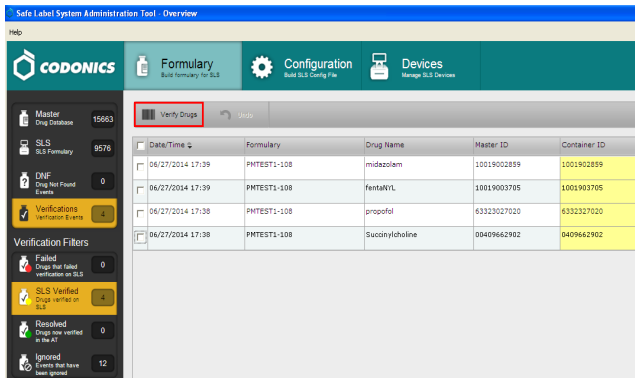 Safe Label System Administration Tool - Overview
Help
CODONICS
Formulary
Build formulary for SLS
Configuration
Build SLS Config File
Devices
Manage SLS Devices
Master
Drug Database
15663
SLS
SLS Formulary
9576
DNF
Drug Not Found
Events
0
Verifications
Verification Events
4
Verification Filters
Failed
Drugs that failed
verification on SLS
0
SLS Verified
Drugs verified on
SLS
4
Resolved
Drugs now verified
in the AT
0
Ignored
Events that have
been ignored
12
Verify Drugs
Undo
Date/Time Formulary Drug Name Master ID Container ID
06/27/2014 17:39 PMTEST1-108 midazolam 10019002859 1001902859
06/27/2014 17:39 PMTEST1-108 fentaNYL 10019003705 1001903705
06/27/2014 17:38 PMTEST1-108 propofol 63323027020 6332327020
06/27/2014 17:38 PMTEST1-108 Succinylcholine 00409662902 0409662902